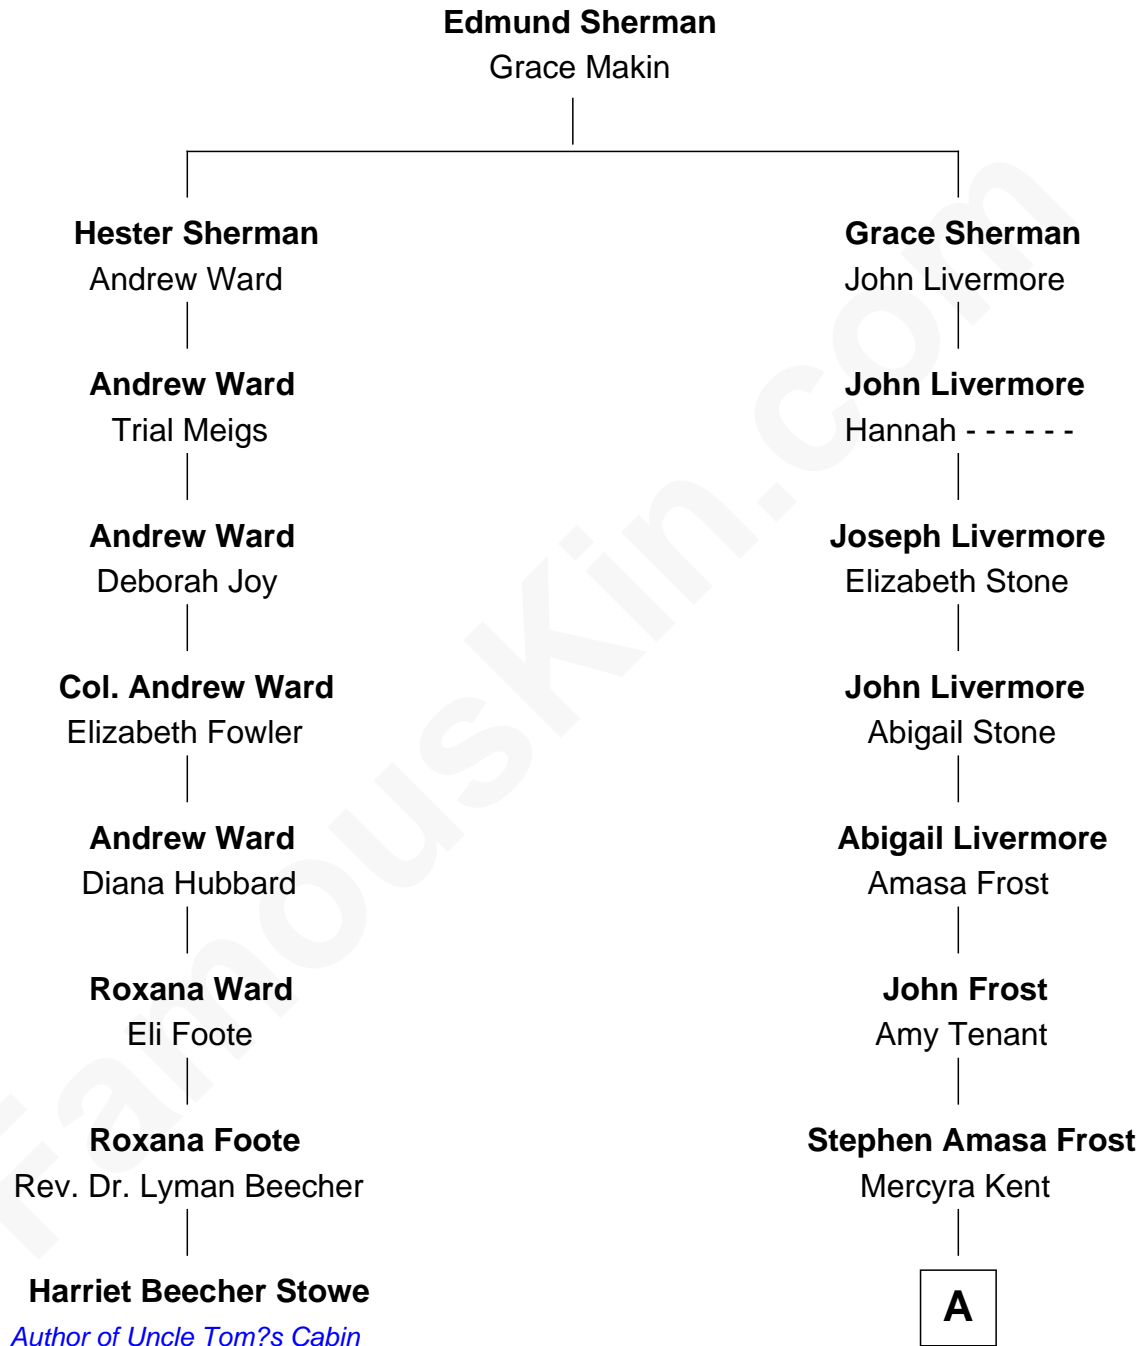 Edmund Sherman
Grace Makin
Hester Sherman
Andrew Ward
Andrew Ward
Trial Meigs
Andrew Ward
Deborah Joy
Col. Andrew Ward
Elizabeth Fowler
Andrew Ward
Diana Hubbard
Roxana Ward
Eli Foote
Roxana Foote
Rev. Dr. Lyman Beecher
Harriet Beecher Stowe
Author of Uncle Tom?s Cabin
Grace Sherman
John Livermore
John Livermore
Hannah - - - - - -
Joseph Livermore
Elizabeth Stone
John Livermore
Abigail Stone
Abigail Livermore
Amasa Frost
John Frost
Amy Tenant
Stephen Amasa Frost
Mercyra Kent
A
FamousKin.com